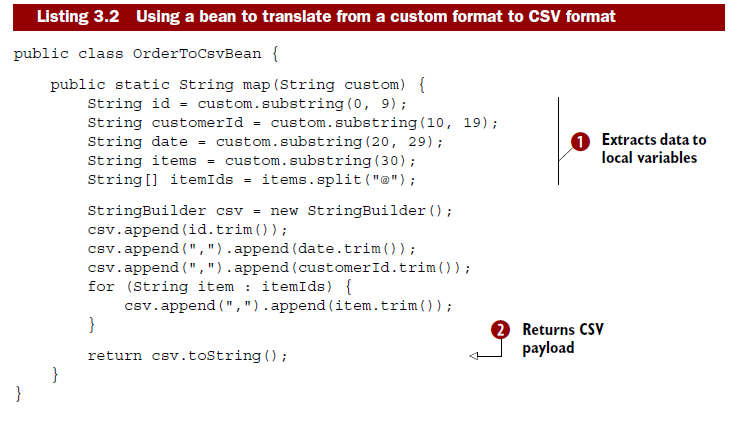 Listing 3.2 Using a bean to translate from a custom format to CSV format
public class OrderToCsvBean {
    public static String map(String custom) {
        String id = custom.substring(0, 9);
        String customerId = custom.substring(10, 19);
        String date = custom.substring(20, 29);
        String items = custom.substring(30);
        String[] itemIds = items.split("@");
1 Extracts data to
local variables
        StringBuilder csv = new StringBuilder();
        csv.append(id.trim());
        csv.append(",").append(date.trim());
        csv.append(",").append(customerId.trim());
        for (String item : itemIds) {
            csv.append(",").append(item.trim());
        }
        return csv.toString();
2 Returns CSV
payload
    }
}